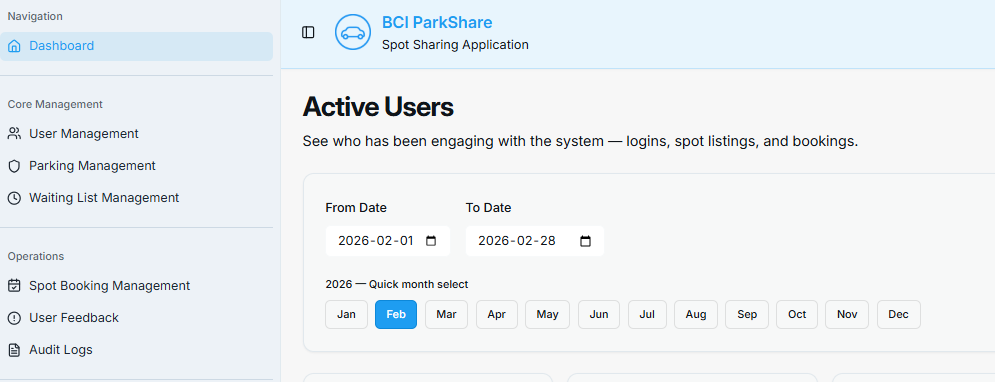 Navigation
Dashboard
Core Management
User Management
Parking Management
Waiting List Management
Operations
Spot Booking Management
User Feedback
Audit Logs
BCI ParkShare
Spot Sharing Application
Active Users
See who has been engaging with the system — logins, spot listings, and bookings.
From Date To Date
2026-02-01 2026-02-28
2026 — Quick month select
Jan Feb Mar Apr May Jun Jul Aug Sep Oct Nov Dec